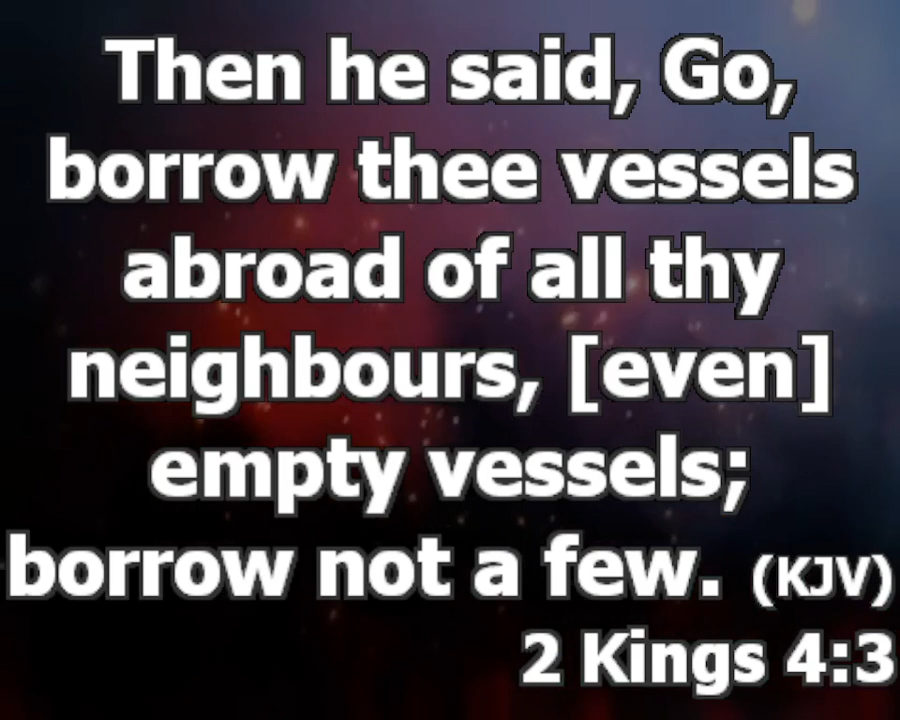 Then he said, Go,
borrow thee vessels
abroad of all thy
neighbours, [even]
empty vessels;
borrow not a few. (KJV)
2 Kings 4:3